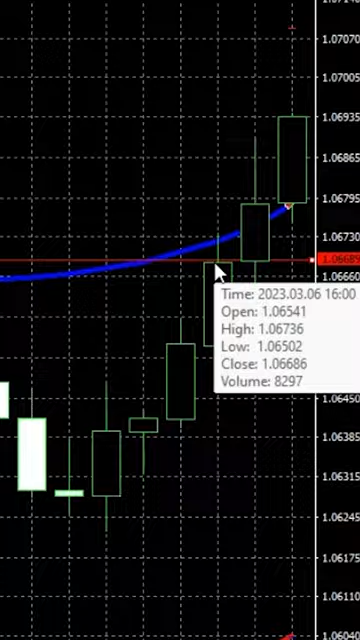 1.07070
1.07005
1.06935
1.06865
1.06795
1.06730
1.06689
1.06660
Time: 2023.03.06 16:00
Open: 1.06541
High: 1.06736
Low: 1.06502
Close: 1.06686
Volume: 8297
1.06450
1.06385
1.06315
1.06245
1.06175
1.06110
1.06040